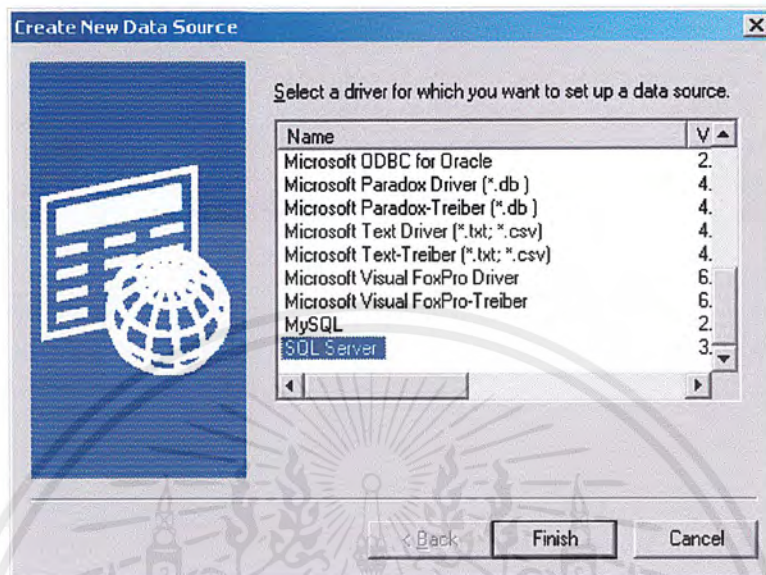 Create New Data Source
Select a driver for which you want to set up a data source.
Name V
Microsoft ODBC for Oracle 2.
Microsoft Paradox Driver (*.db ) 4.
Microsoft Paradox-Treiber (*.db ) 4.
Microsoft Text Driver (*.txt; *.csv) 4.
Microsoft Text-Treiber (*.txt; *.csv) 4.
Microsoft Visual FoxPro Driver 6.
Microsoft Visual FoxPro-Treiber 6.
MySQL 2.
SQL Server 3.
< Back Finish Cancel